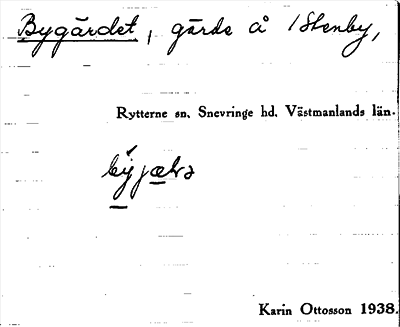 Bygärdet, gärde å Stenby,
Rytterne sn. Snevringe hd. Västmanlands län.
Karin Ottosson 1938.